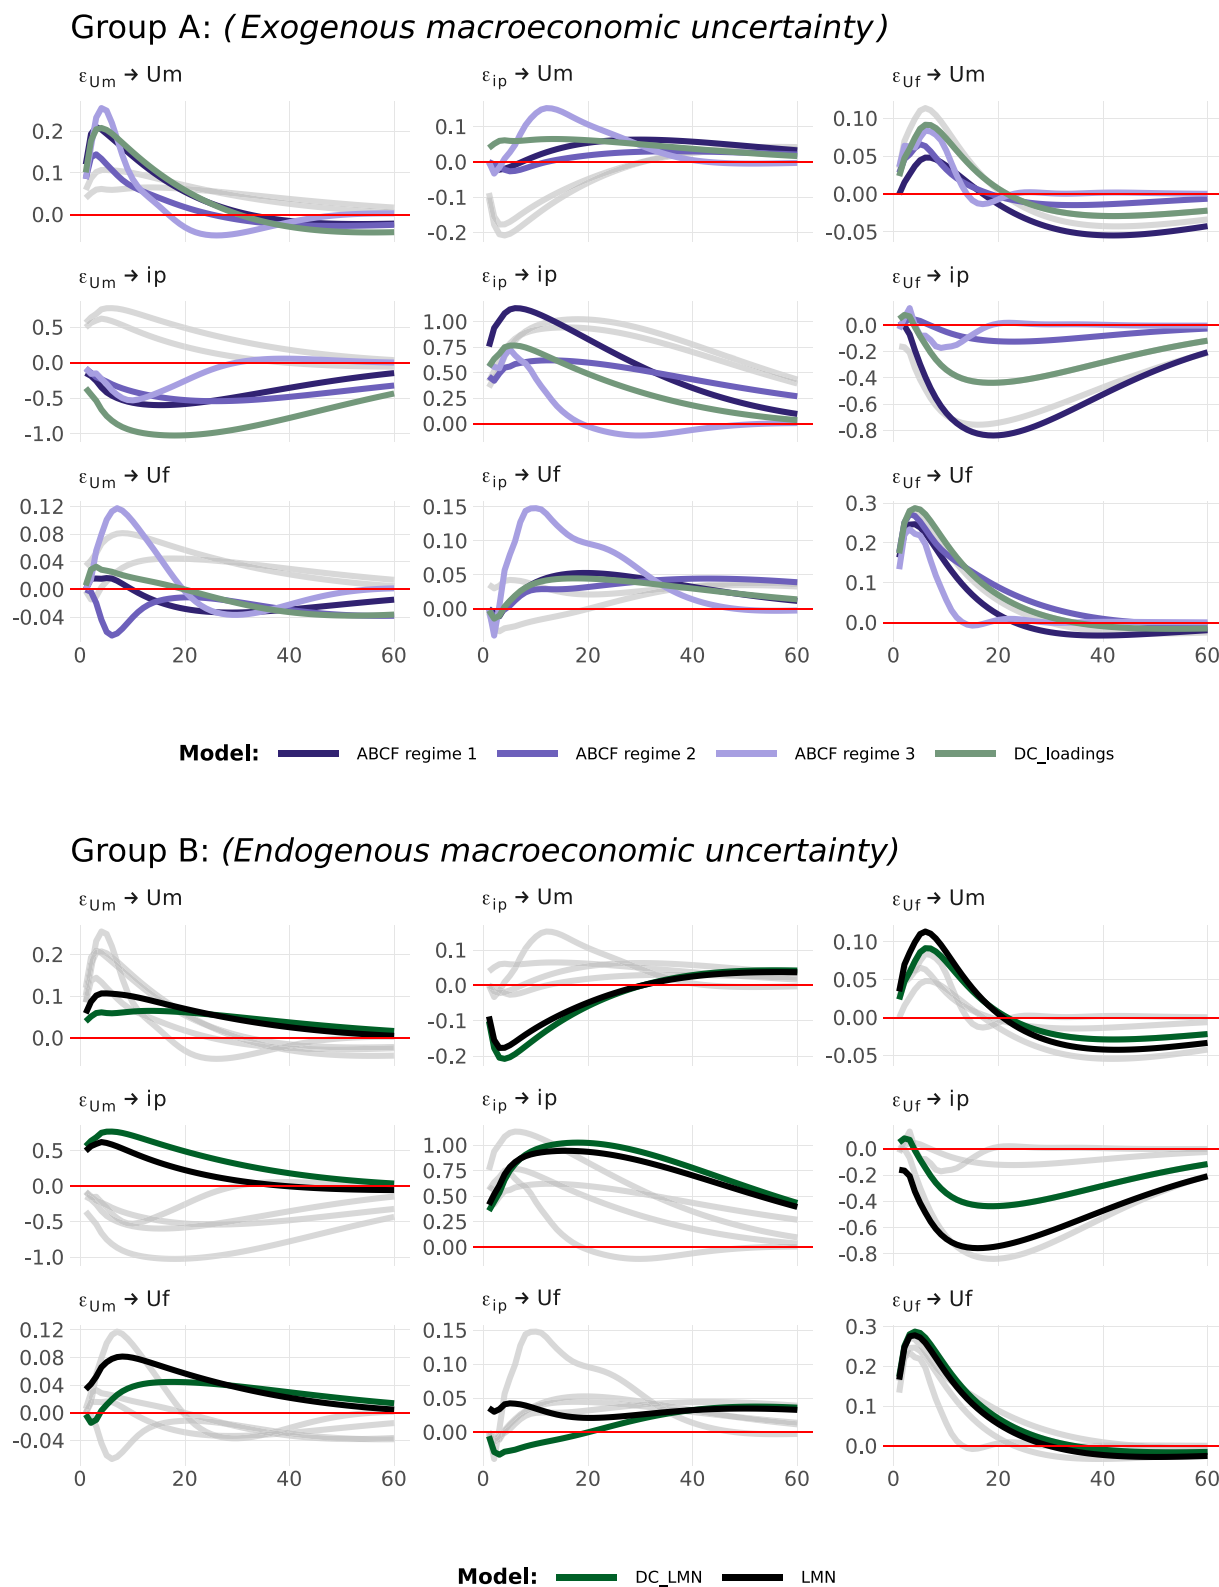 Group A: (Exogenous macroeconomic uncertainty)
εUm → Um
εip → Um
εUf → Um
0.2
0.1
0.0
0.1
0.0
-0.1
-0.2
0.10
0.05
0.00
-0.05
εUm → ip
εip → ip
εUf → ip
0.5
0.0
-0.5
-1.0
1.00
0.75
0.50
0.25
0.00
0.0
-0.2
-0.4
-0.6
-0.8
εUm → Uf
εip → Uf
εUf → Uf
0.12
0.08
0.04
0.00
-0.04
0.15
0.10
0.05
0.00
0.3
0.2
0.1
0.0
0 20 40 60
0 20 40 60
0 20 40 60
Model: ABCF regime 1 ABCF regime 2 ABCF regime 3 DC_loadings
Group B: (Endogenous macroeconomic uncertainty)
εUm → Um
εip → Um
εUf → Um
0.2
0.1
0.0
0.1
0.0
-0.1
-0.2
0.10
0.05
0.00
-0.05
εUm → ip
εip → ip
εUf → ip
0.5
0.0
-0.5
-1.0
1.00
0.75
0.50
0.25
0.00
0.0
-0.2
-0.4
-0.6
-0.8
εUm → Uf
εip → Uf
εUf → Uf
0.12
0.08
0.04
0.00
-0.04
0.15
0.10
0.05
0.00
0.3
0.2
0.1
0.0
0 20 40 60
0 20 40 60
0 20 40 60
Model: DC_LMN LMN